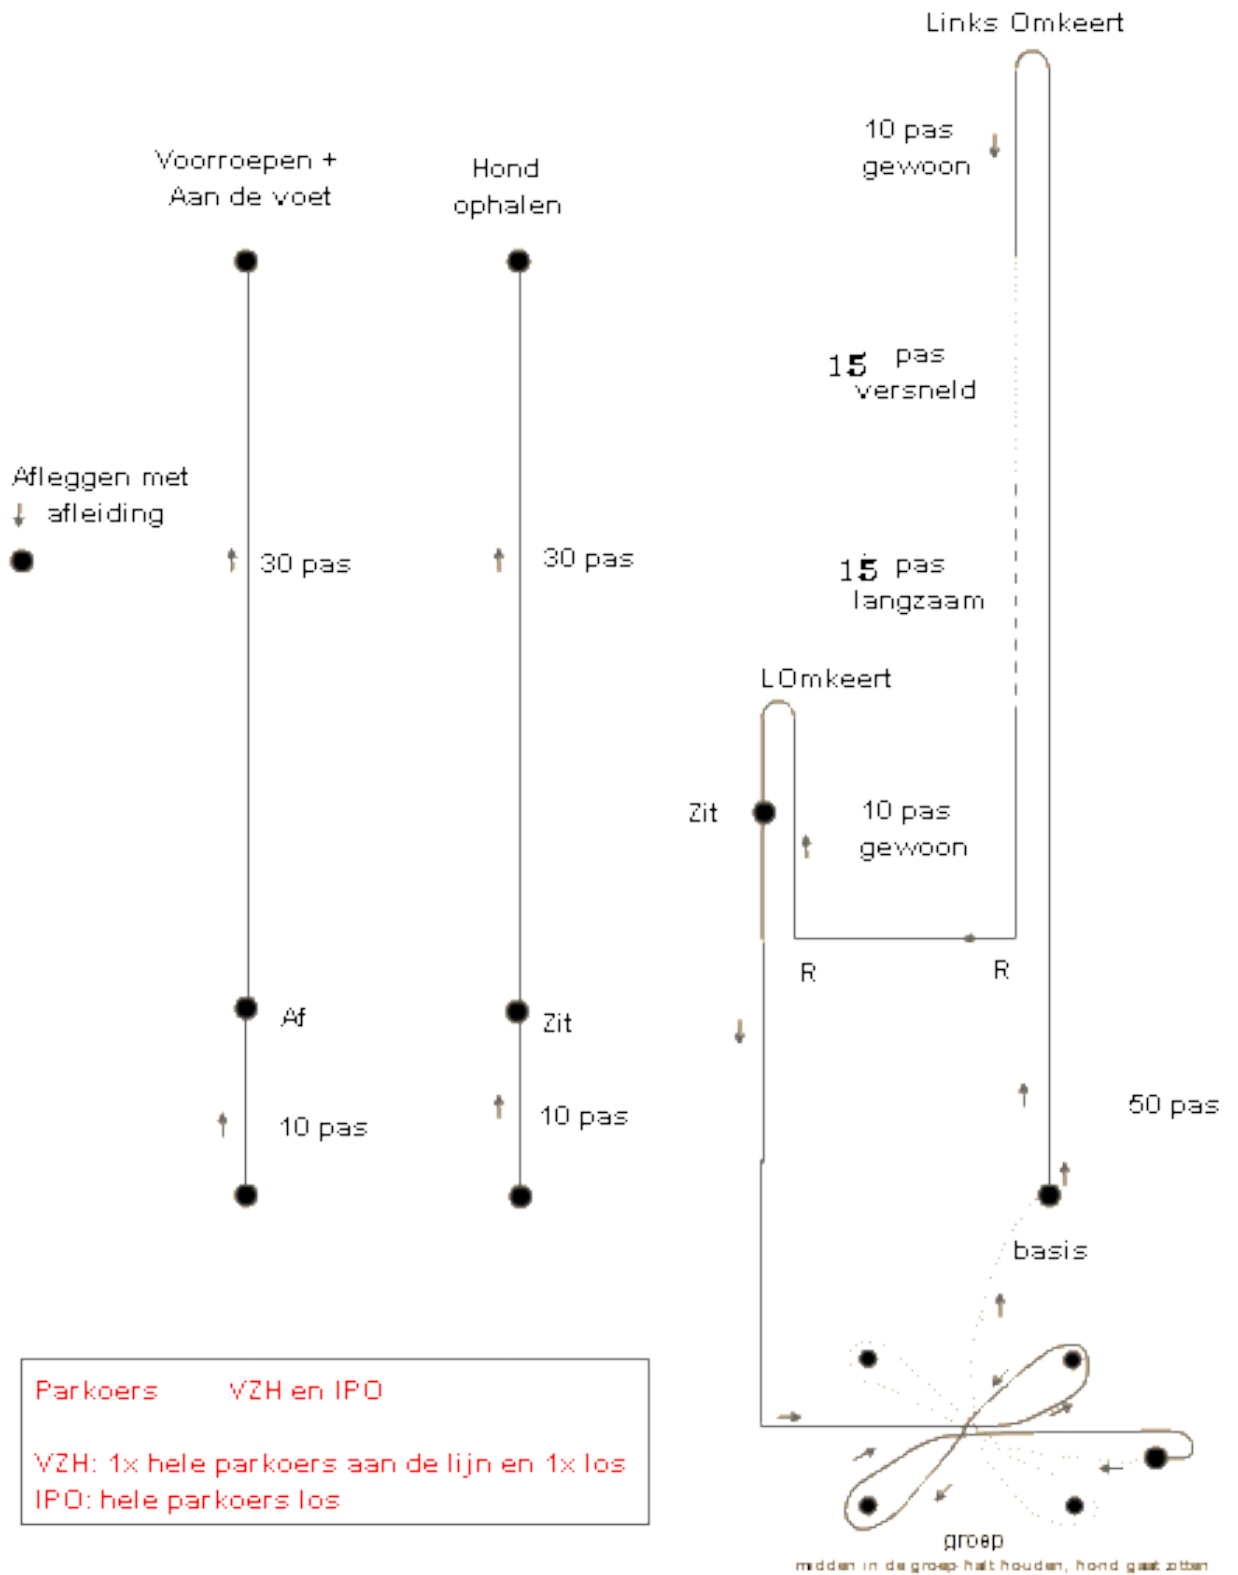 Links Omkeert
10 pas
gewoon
Voorroepen +
Aan de voet
Hond
ophalen
15 pas
versneld
Afleggen met
afleiding
30 pas
30 pas
15 pas
langzaam
LOmkeert
Zit
10 pas
gewoon
R
R
Af
Zit
50 pas
10 pas
10 pas
basis
Parkoers VZH en IPO
VZH: 1x hele parkoers aan de lijn en 1x los
IPO: hele parkoers los
groep
midden in de groep halt houden, hond gaat zitten